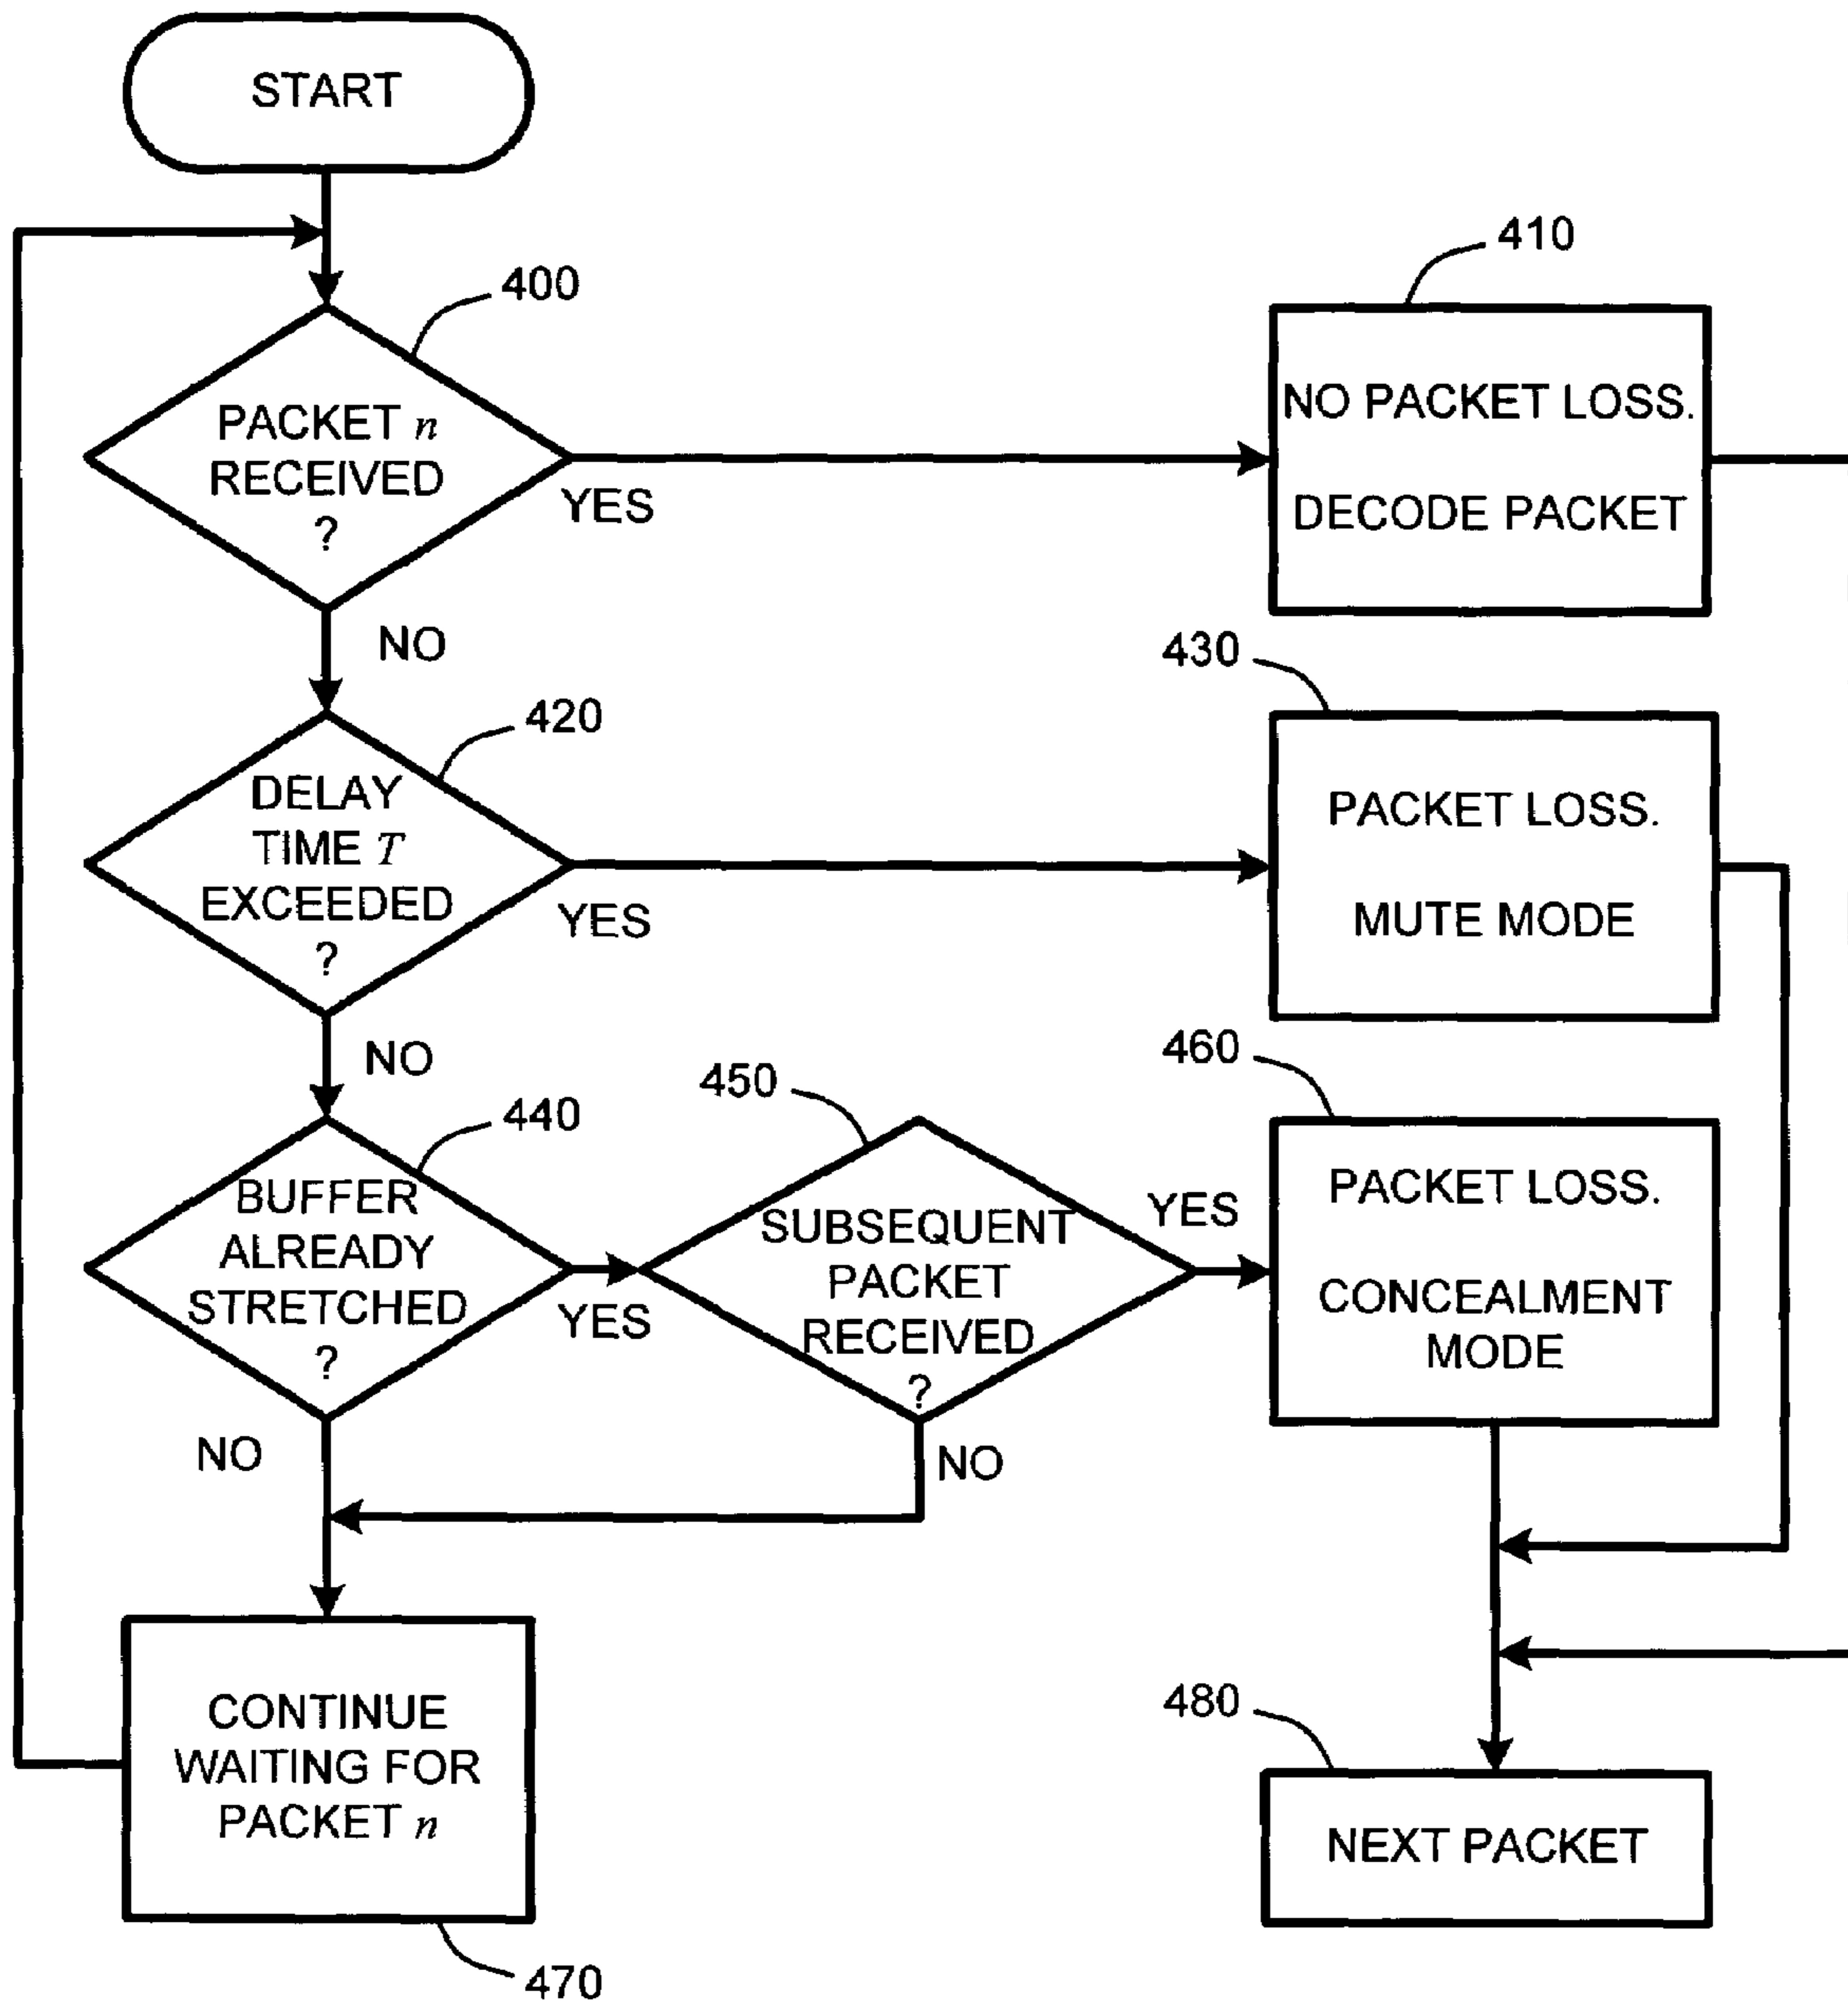 START
400
PACKET n
RECEIVED
?
YES
NO
410
NO PACKET LOSS.
DECODE PACKET
420
DELAY
TIME T
EXCEEDED
?
YES
NO
430
PACKET LOSS.
MUTE MODE
440
BUFFER
ALREADY
STRETCHED
?
YES
NO
450
SUBSEQUENT
PACKET
RECEIVED
?
YES
NO
460
PACKET LOSS.
CONCEALMENT
MODE
CONTINUE
WAITING FOR
PACKET n
470
480
NEXT PACKET